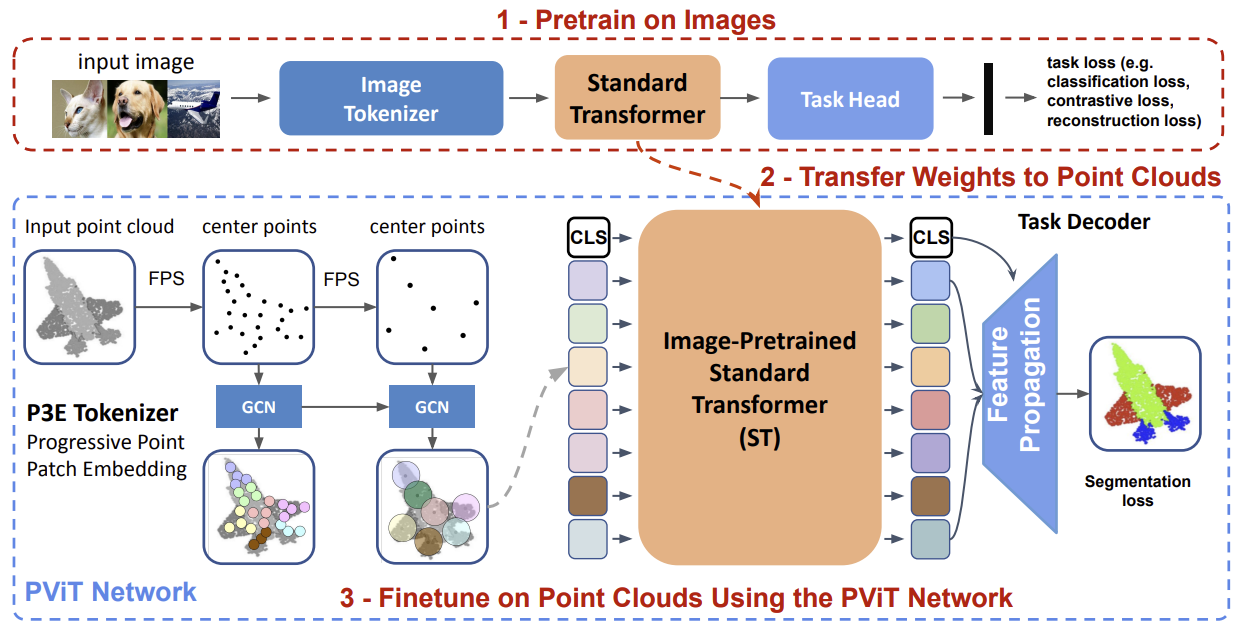 1 - Pretrain on Images
input image
Image
Tokenizer
Standard
Transformer
Task Head
task loss (e.g.
classification loss,
contrastive loss,
reconstruction loss)
2 - Transfer Weights to Point Clouds
Input point cloud
center points
center points
FPS
FPS
GCN
GCN
P3E Tokenizer
Progressive Point
Patch Embedding
CLS
Image-Pretrained
Standard
Transformer
(ST)
CLS
Task Decoder
Feature
Propagation
Segmentation
loss
PViT Network
3 - Finetune on Point Clouds Using the PViT Network